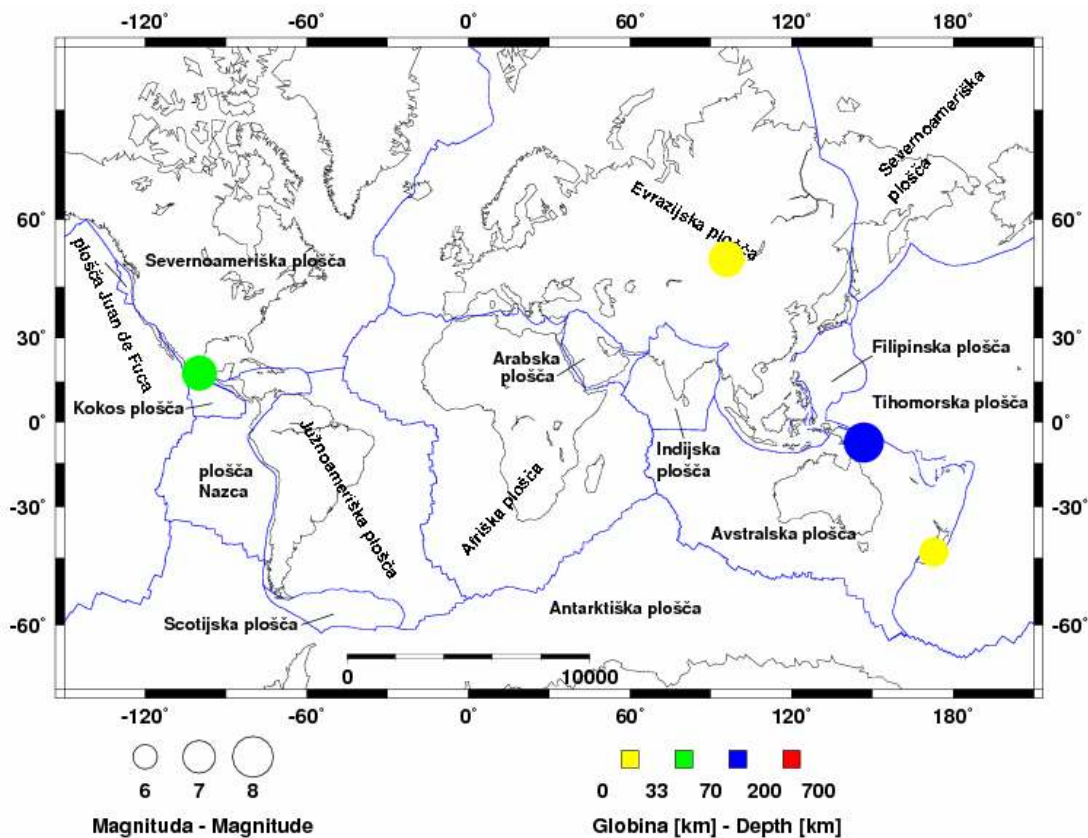 -120° -60° 0° 60° 120° 180°
Severnoameriška plošča
Evrazijska plošča
60° 60°
Severnoameriška plošča
plošča Juan de Fuca
30° 30°
Arabska plošča
Filipinska plošča
Kokos plošča
Tihomorska plošča
0° 0°
Južnoameriška plošča
Indijska plošča
plošča Nazca
Afriška plošča
-30° -30°
Avstralska plošča
Antarktiška plošča
Scotijska plošča
-60° -60°
0 10000
-120° -60° 0° 60° 120° 180°
6 7 8
0 33 70 200 700
Magnituda - Magnitude
Globina [km] - Depth [km]